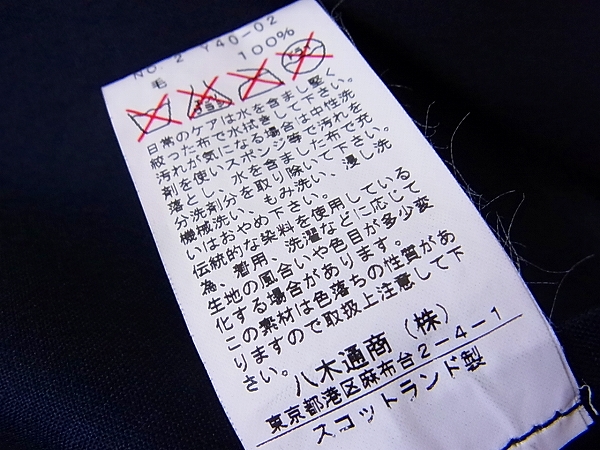 NO. 2 Y40-02
毛 100%
日常のケアは水を含まし堅く
絞った布で水拭きして下さい。
汚れが気になる場合は中性洗
剤を使いスポンジ等で汚れを
落とし、水を含ました布で充
分洗剤分を取り除いて下さい。
機械洗い、もみ洗い、浸し洗
いはおやめ下さい。
伝統的な染料を使用している
為、着用、洗濯などに応じて
生地の風合いや色目が多少変
化する場合があります。
この素材は色落ちの性質があ
りますので取扱上注意して下
さい。
八木通商（株）
東京都港区麻布台2-4-1
スコットランド製